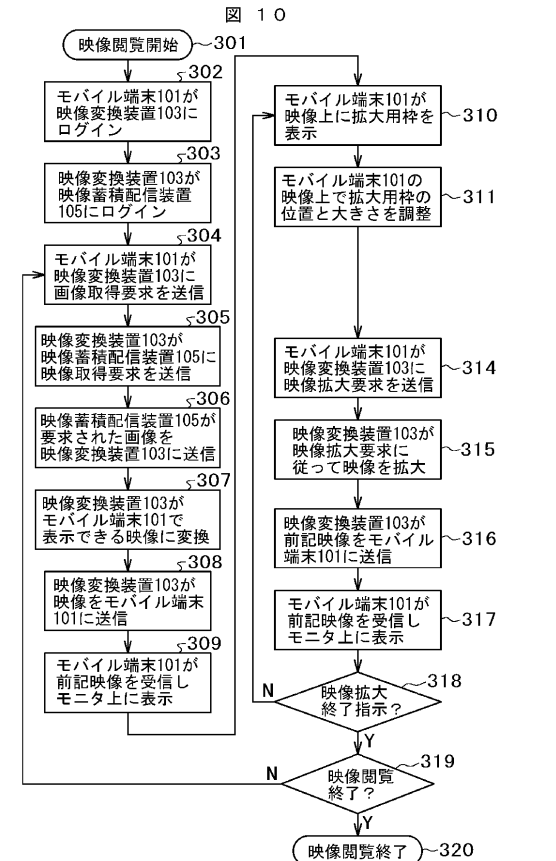 図 10
映像閲覧開始
301
302
モバイル端末101が
映像変換装置103に
ログイン
303
映像変換装置103が
映像蓄積配信装置
105にログイン
304
モバイル端末101が
映像変換装置103に
画像取得要求を送信
305
映像変換装置103が
映像蓄積配信装置105に
映像取得要求を送信
306
映像蓄積配信装置105が
要求された画像を
映像変換装置103に送信
307
映像変換装置103が
モバイル端末101で
表示できる映像に変換
308
映像変換装置103が
映像をモバイル端末
101に送信
309
モバイル端末101が
前記映像を受信し
モニタ上に表示
モバイル端末101が
映像上に拡大用枠を
表示
310
モバイル端末101の
映像上で拡大用枠の
位置と大きさを調整
311
モバイル端末101が
映像変換装置103に
映像拡大要求を送信
314
映像変換装置103が
映像拡大要求に
従って映像を拡大
315
映像変換装置103が
前記映像をモバイル
端末101に送信
316
モバイル端末101が
前記映像を受信し
モニタ上に表示
317
318
N
映像拡大
終了指示？
Y
319
N
映像閲覧
終了？
Y
映像閲覧終了
320